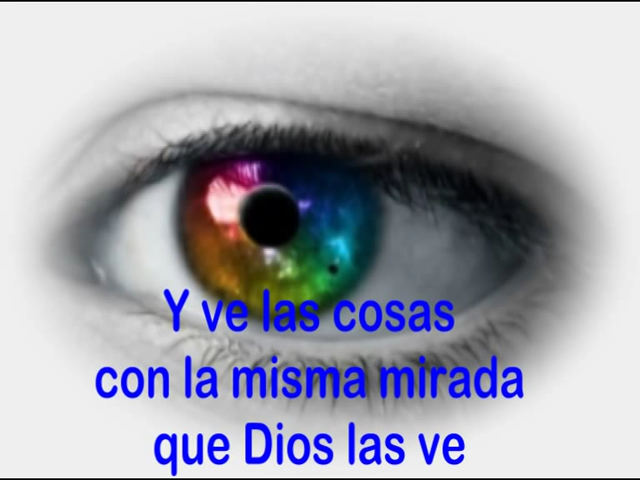 Y ve las cosas
con la misma mirada
que Dios las ve